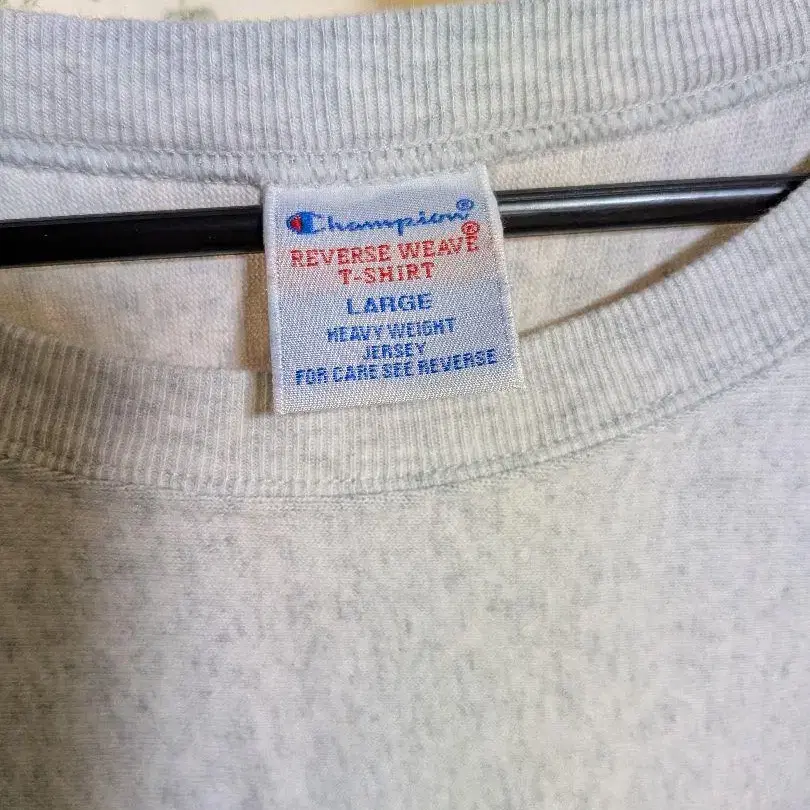 Champion®
REVERSE WEAVE®
T-SHIRT
LARGE
HEAVY WEIGHT
JERSEY
FOR CARE SEE REVERSE